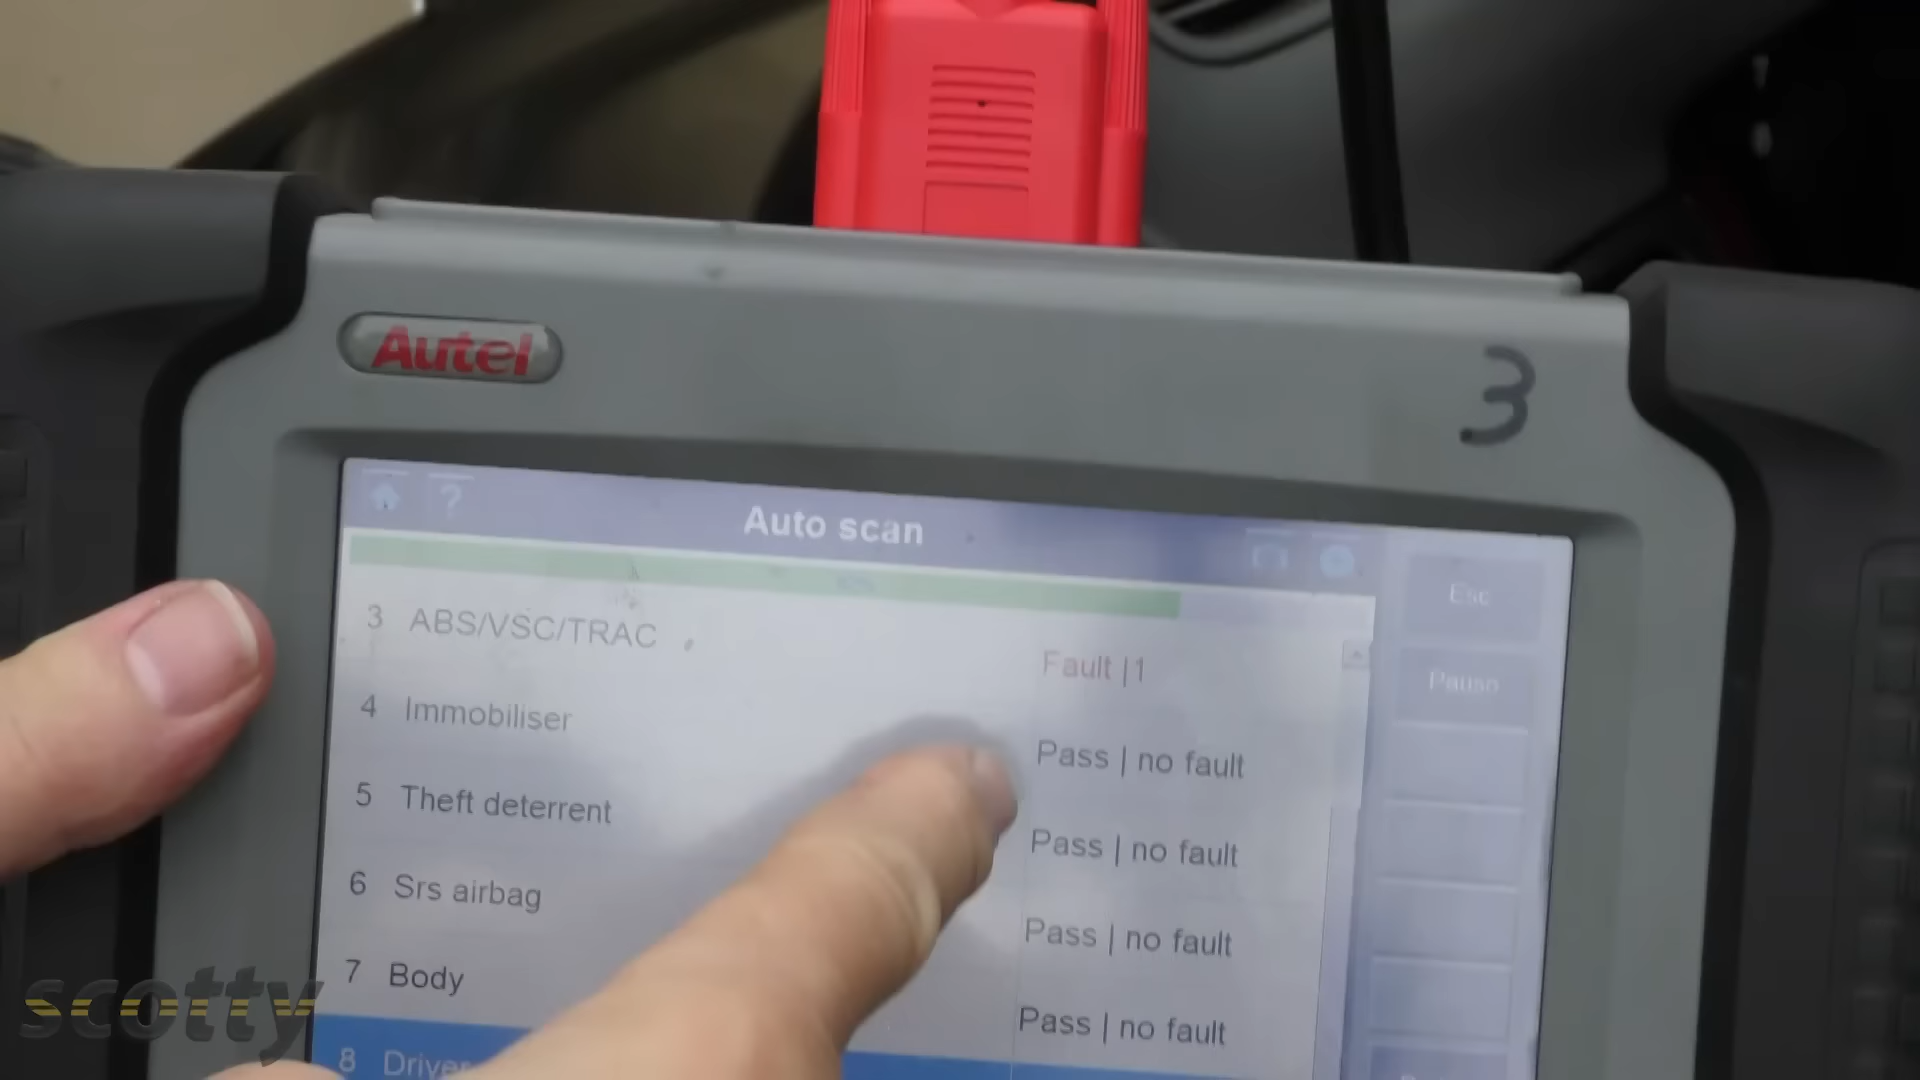 Autel
3
Auto scan
Esc
3 ABS/VSC/TRAC Fault | 1
Pause
4 Immobiliser Pass | no fault
5 Theft deterrent Pass | no fault
6 Srs airbag Pass | no fault
7 Body Pass | no fault
8 Driver
scotty